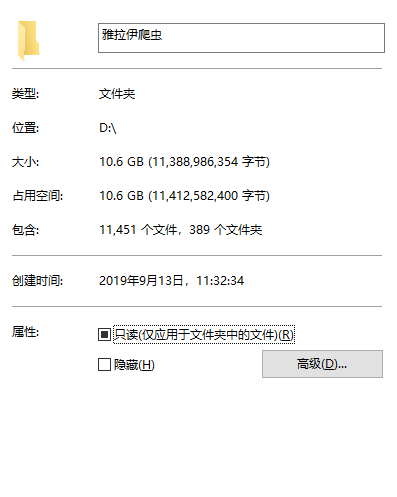 雅拉伊爬虫
类型: 文件夹
位置: D:\
大小: 10.6 GB (11,388,986,354 字节)
占用空间: 10.6 GB (11,412,582,400 字节)
包含: 11,451 个文件，389 个文件夹
创建时间: 2019年9月13日，11:32:34
属性: 只读(仅应用于文件夹中的文件)(R)
隐藏(H) 高级(D)...